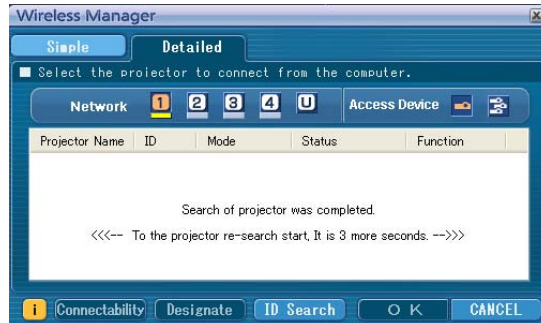 Wireless Manager
Simple Detailed
Select the projector to connect from the computer.
Network 1 2 3 4 U Access Device
Projector Name ID Mode Status Function
Search of projector was completed.
<<<-- To the projector re-search start, It is 3 more seconds. -->>>
i Connectability Designate ID Search O K CANCEL